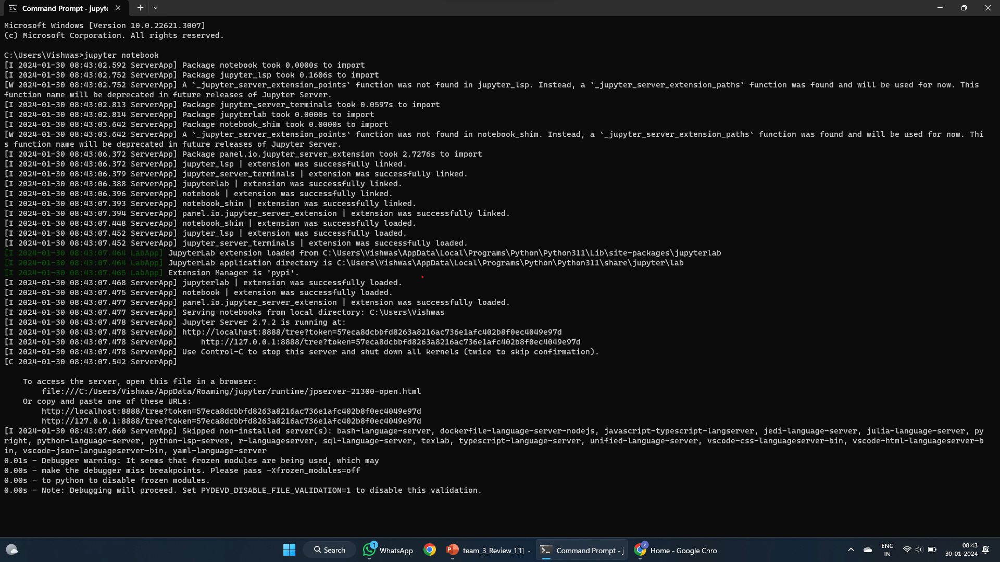 Command Prompt - jupyte
Microsoft Windows [Version 10.0.22621.3007]
(c) Microsoft Corporation. All rights reserved.
C:\Users\Vishwas>jupyter notebook
[I 2024-01-30 08:43:02.592 ServerApp] Package notebook took 0.0000s to import
[I 2024-01-30 08:43:02.752 ServerApp] Package jupyter_lsp took 0.1606s to import
[W 2024-01-30 08:43:02.752 ServerApp] A `_jupyter_server_extension_points` function was not found in jupyter_lsp. Instead, a `_jupyter_server_extension_paths` function was found and will be used for now. This
function name will be deprecated in future releases of Jupyter Server.
[I 2024-01-30 08:43:02.813 ServerApp] Package jupyter_server_terminals took 0.0597s to import
[I 2024-01-30 08:43:02.814 ServerApp] Package jupyterlab took 0.0000s to import
[I 2024-01-30 08:43:03.642 ServerApp] Package notebook_shim took 0.0000s to import
[W 2024-01-30 08:43:03.642 ServerApp] A `_jupyter_server_extension_points` function was not found in notebook_shim. Instead, a `_jupyter_server_extension_paths` function was found and will be used for now. Thi
s function name will be deprecated in future releases of Jupyter Server.
[I 2024-01-30 08:43:06.372 ServerApp] Package panel.io.jupyter_server_extension took 2.7276s to import
[I 2024-01-30 08:43:06.372 ServerApp] jupyter_lsp | extension was successfully linked.
[I 2024-01-30 08:43:06.379 ServerApp] jupyter_server_terminals | extension was successfully linked.
[I 2024-01-30 08:43:06.388 ServerApp] jupyterlab | extension was successfully linked.
[I 2024-01-30 08:43:06.396 ServerApp] notebook | extension was successfully linked.
[I 2024-01-30 08:43:07.393 ServerApp] notebook_shim | extension was successfully linked.
[I 2024-01-30 08:43:07.394 ServerApp] panel.io.jupyter_server_extension | extension was successfully linked.
[I 2024-01-30 08:43:07.448 ServerApp] notebook_shim | extension was successfully loaded.
[I 2024-01-30 08:43:07.452 ServerApp] jupyter_lsp | extension was successfully loaded.
[I 2024-01-30 08:43:07.452 ServerApp] jupyter_server_terminals | extension was successfully loaded.
[I 2024-01-30 08:43:07.464 LabApp] JupyterLab extension loaded from C:\Users\Vishwas\AppData\Local\Programs\Python\Python311\Lib\site-packages\jupyterlab
[I 2024-01-30 08:43:07.464 LabApp] JupyterLab application directory is C:\Users\Vishwas\AppData\Local\Programs\Python\Python311\share\jupyter\lab
[I 2024-01-30 08:43:07.465 LabApp] Extension Manager is 'pypi'.
[I 2024-01-30 08:43:07.468 ServerApp] jupyterlab | extension was successfully loaded.
[I 2024-01-30 08:43:07.475 ServerApp] notebook | extension was successfully loaded.
[I 2024-01-30 08:43:07.477 ServerApp] panel.io.jupyter_server_extension | extension was successfully loaded.
[I 2024-01-30 08:43:07.477 ServerApp] Serving notebooks from local directory: C:\Users\Vishwas
[I 2024-01-30 08:43:07.478 ServerApp] Jupyter Server 2.7.2 is running at:
[I 2024-01-30 08:43:07.478 ServerApp] http://localhost:8888/tree?token=57eca8dcbbfd8263a8216ac736e1afc402b8f0ec4049e97d
[I 2024-01-30 08:43:07.478 ServerApp]     http://127.0.0.1:8888/tree?token=57eca8dcbbfd8263a8216ac736e1afc402b8f0ec4049e97d
[I 2024-01-30 08:43:07.478 ServerApp] Use Control-C to stop this server and shut down all kernels (twice to skip confirmation).
[C 2024-01-30 08:43:07.542 ServerApp]
To access the server, open this file in a browser:
file:///C:/Users/Vishwas/AppData/Roaming/jupyter/runtime/jpserver-21300-open.html
Or copy and paste one of these URLs:
http://localhost:8888/tree?token=57eca8dcbbfd8263a8216ac736e1afc402b8f0ec4049e97d
http://127.0.0.1:8888/tree?token=57eca8dcbbfd8263a8216ac736e1afc402b8f0ec4049e97d
[I 2024-01-30 08:43:07.660 ServerApp] Skipped non-installed server(s): bash-language-server, dockerfile-language-server-nodejs, javascript-typescript-langserver, jedi-language-server, julia-language-server, py
right, python-language-server, python-lsp-server, r-languageserver, sql-language-server, texlab, typescript-language-server, unified-language-server, vscode-css-languageserver-bin, vscode-html-languageserver-b
in, vscode-json-languageserver-bin, yaml-language-server
0.01s - Debugger warning: It seems that frozen modules are being used, which may
0.00s - make the debugger miss breakpoints. Please pass -Xfrozen_modules=off
0.00s - to python to disable frozen modules.
0.00s - Note: Debugging will proceed. Set PYDEVD_DISABLE_FILE_VALIDATION=1 to disable this validation.
Search
1
WhatsApp
team_3_Review_1[1] -
Command Prompt - j
V
Home - Google Chro
ENG
IN
08:43
30-01-2024